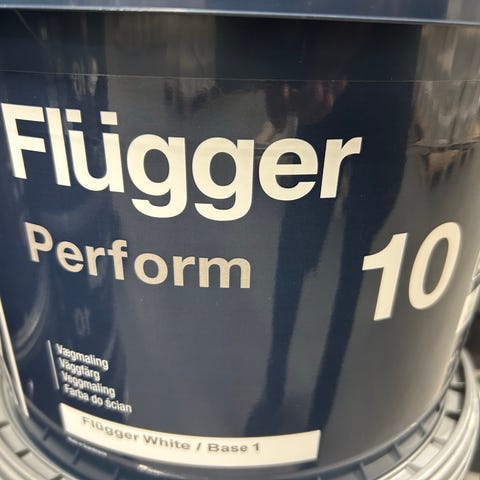 Flügger
Perform
10
Vægmaling
Väggfärg
Veggmaling
Farba do ścian
Flügger White / Base 1